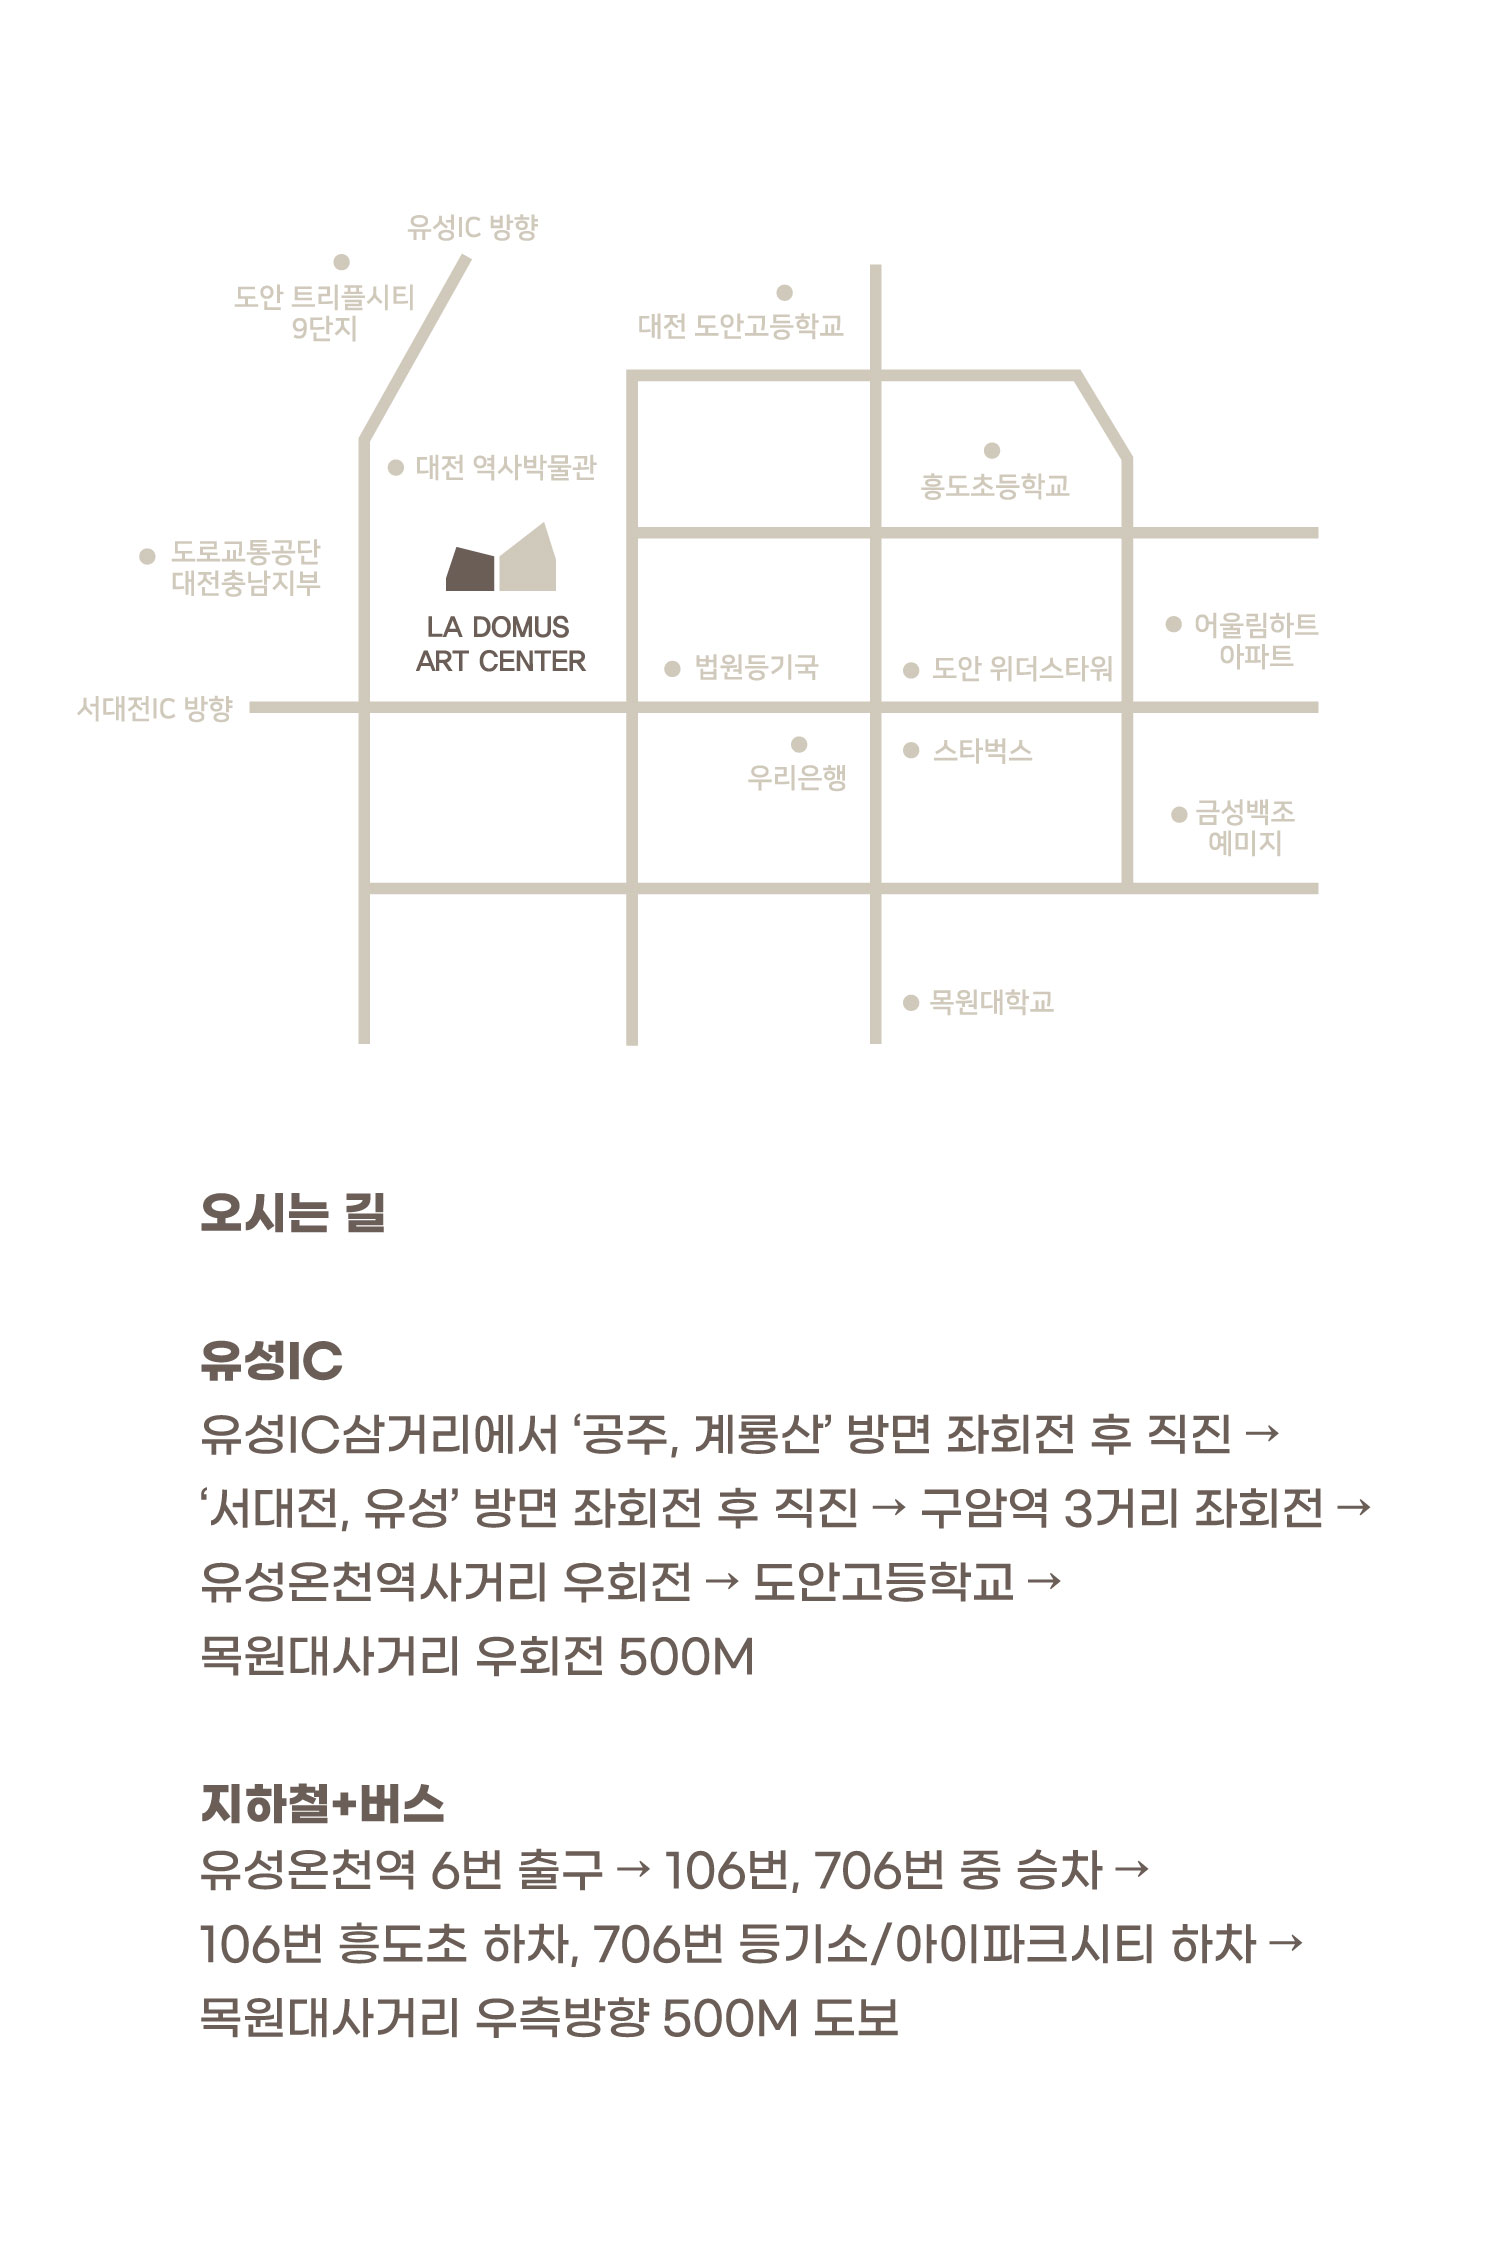 유성IC 방향
도안 트리플시티
9단지
대전 도안고등학교
대전 역사박물관
흥도초등학교
도로교통공단
대전충남지부
LA DOMUS
ART CENTER
어울림하트
아파트
법원등기국
도안 위더스타워
서대전IC 방향
우리은행
스타벅스
금성백조
예미지
목원대학교
오시는 길
유성IC
유성IC삼거리에서 ‘공주, 계룡산’ 방면 좌회전 후 직진 →
‘서대전, 유성’ 방면 좌회전 후 직진 → 구암역 3거리 좌회전 →
유성온천역사거리 우회전 → 도안고등학교 →
목원대사거리 우회전 500M
지하철+버스
유성온천역 6번 출구 → 106번, 706번 중 승차 →
106번 흥도초 하차, 706번 등기소/아이파크시티 하차 →
목원대사거리 우측방향 500M 도보